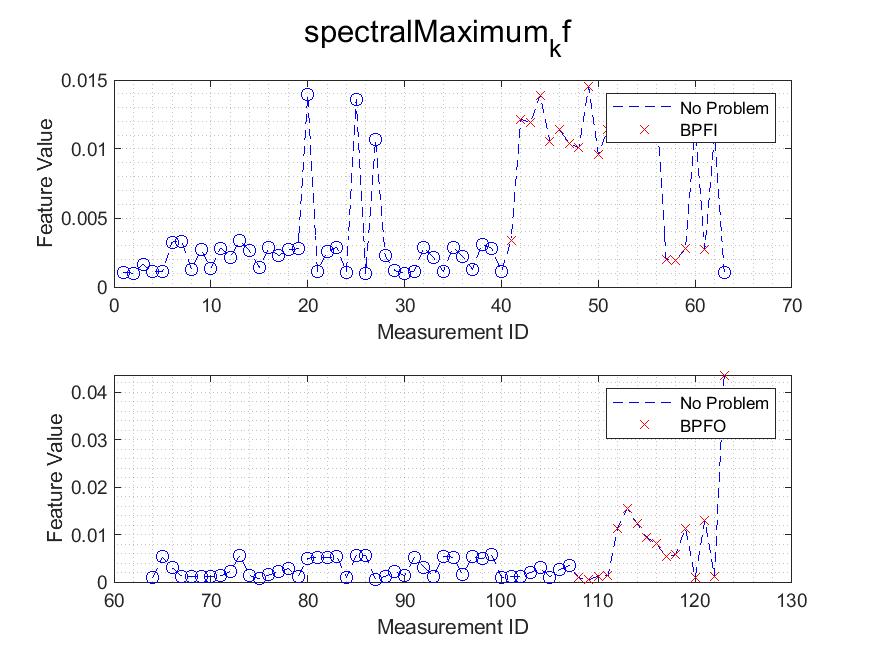 spectralMaximum_kf
0.015
0.01
0.005
0
Feature Value
No Problem
BPFI
0 10 20 30 40 50 60 70
Measurement ID
0.04
0.03
0.02
0.01
0
Feature Value
No Problem
BPFO
60 70 80 90 100 110 120 130
Measurement ID